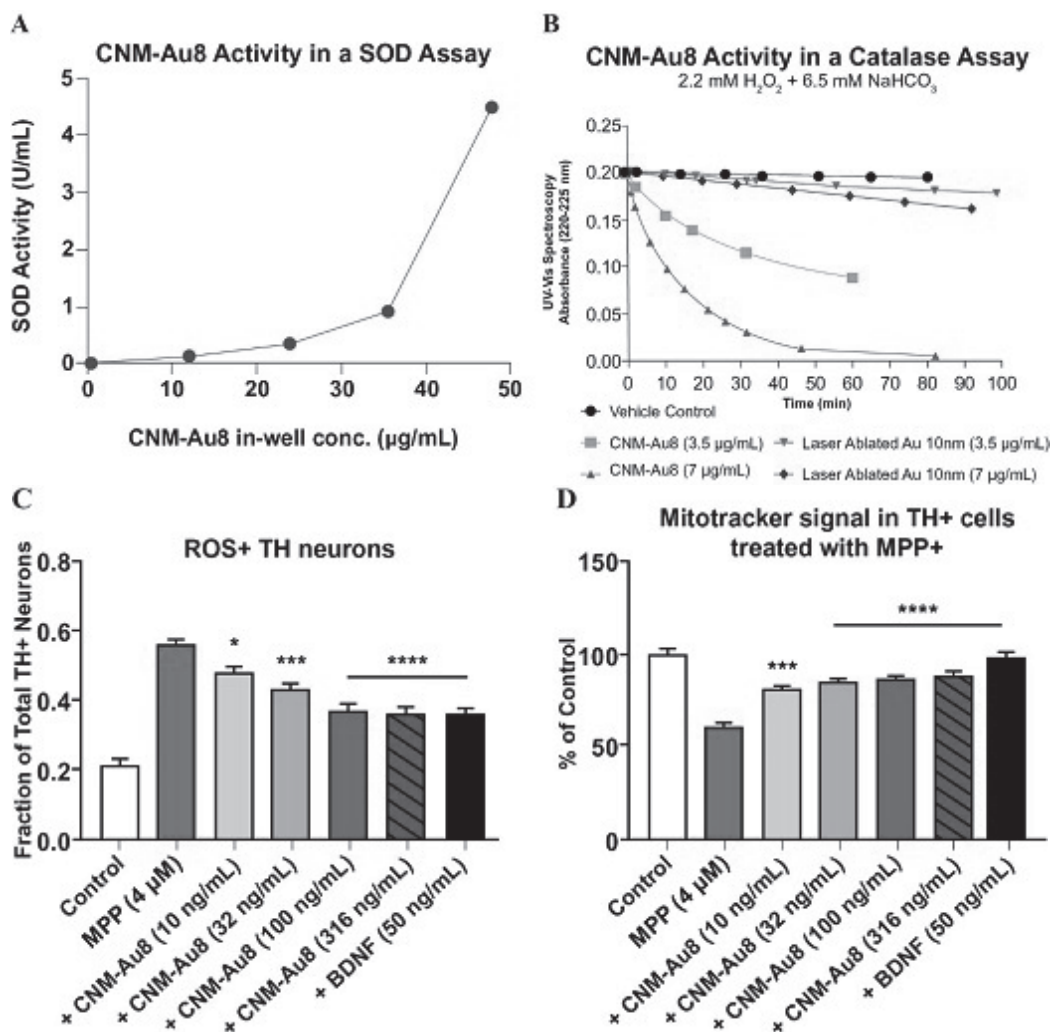 A
CNM-Au8 Activity in a SOD Assay
SOD Activity (U/mL)
5
4
3
2
1
0
0 10 20 30 40 50
CNM-Au8 in-well conc. (µg/mL)
B
CNM-Au8 Activity in a Catalase Assay
2.2 mM H₂O₂ + 6.5 mM NaHCO₃
UV-Vis Spectroscopy
Absorbance (220-225 nm)
0.25
0.20
0.15
0.10
0.05
0.00
0 10 20 30 40 50 60 70 80 90 100
Time (min)
Vehicle Control
CNM-Au8 (3.5 µg/mL)
Laser Ablated Au 10nm (3.5 µg/mL)
CNM-Au8 (7 µg/mL)
Laser Ablated Au 10nm (7 µg/mL)
C
ROS+ TH neurons
Fraction of Total TH+ Neurons
0.8
0.6
0.4
0.2
0.0
*
***
****
Control
MPP (4 µM)
+ CNM-Au8 (10 ng/mL)
+ CNM-Au8 (32 ng/mL)
+ CNM-Au8 (100 ng/mL)
+ CNM-Au8 (316 ng/mL)
+ BDNF (50 ng/mL)
D
Mitotracker signal in TH+ cells
treated with MPP+
% of Control
150
100
50
0
***
****
Control
MPP (4 µM)
+ CNM-Au8 (10 ng/mL)
+ CNM-Au8 (32 ng/mL)
+ CNM-Au8 (100 ng/mL)
+ CNM-Au8 (316 ng/mL)
+ BDNF (50 ng/mL)